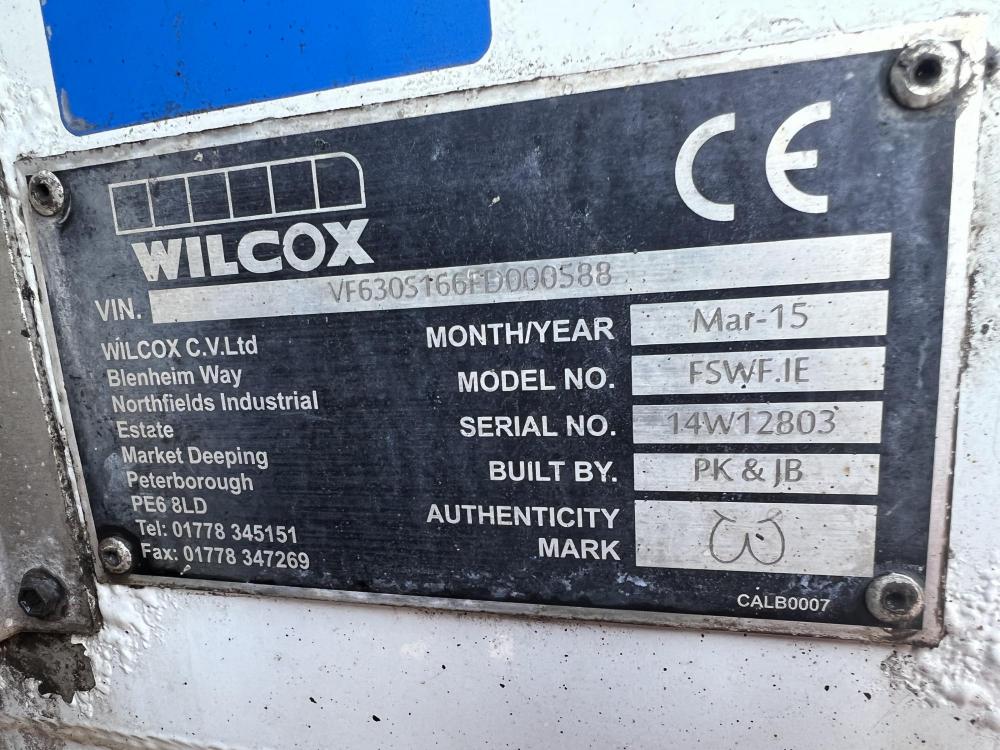 CE
WILCOX
VIN. VF630S166FD000588
WILCOX C.V.Ltd
Blenheim Way
Northfields Industrial
Estate
Market Deeping
Peterborough
PE6 8LD
Tel: 01778 345151
Fax: 01778 347269
MONTH/YEAR Mar-15
MODEL NO. FSWF.IE
SERIAL NO. 14W12803
BUILT BY. PK & JB
AUTHENTICITY
MARK
CALB0007